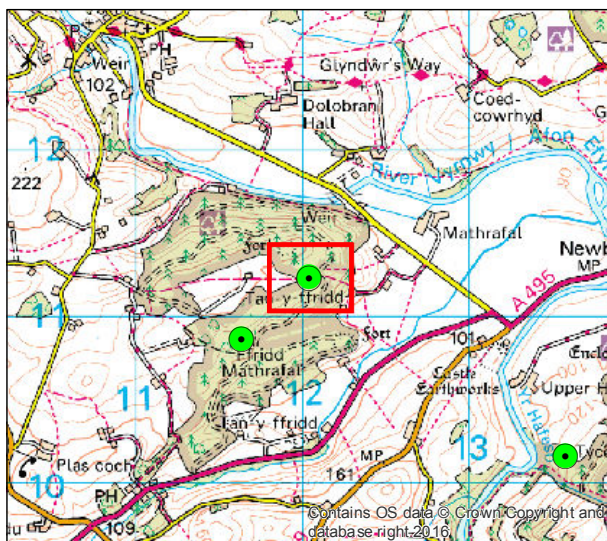 PH
Weir
102
Glyndwr's Way
Dolobran
Hall
Coed-
cowrhyd
12
222
River Vyrnwy / Afon
Weir
fort
Mathrafal
Newb
MP
A 495
Tan-y-ffridd
11
fort
101
Ffridd
Mathrafal
Castle
Earthworks
Upper H
11
12
Tan-y-ffridd
13
Plas coch
MP
161
10
PH
109
Contains OS data © Crown Copyright and
database right 2016